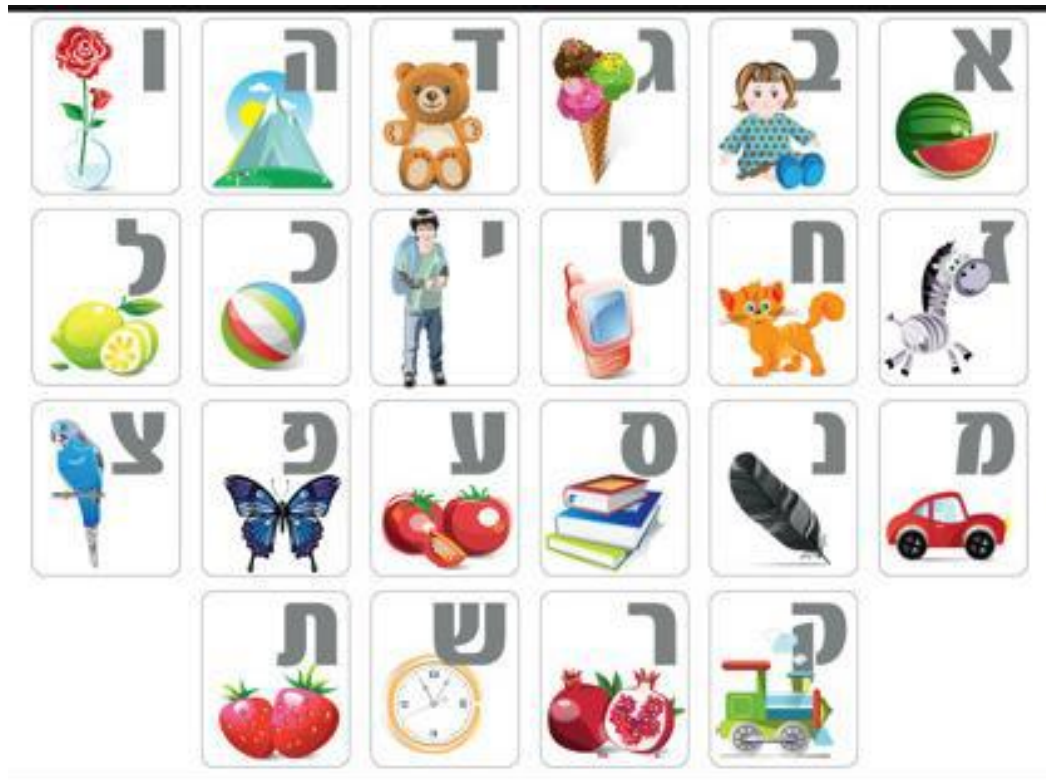 א ב ג ד ה ו
ז ח ט י כ ל
מ נ ס ע פ צ
ק ר ש ת